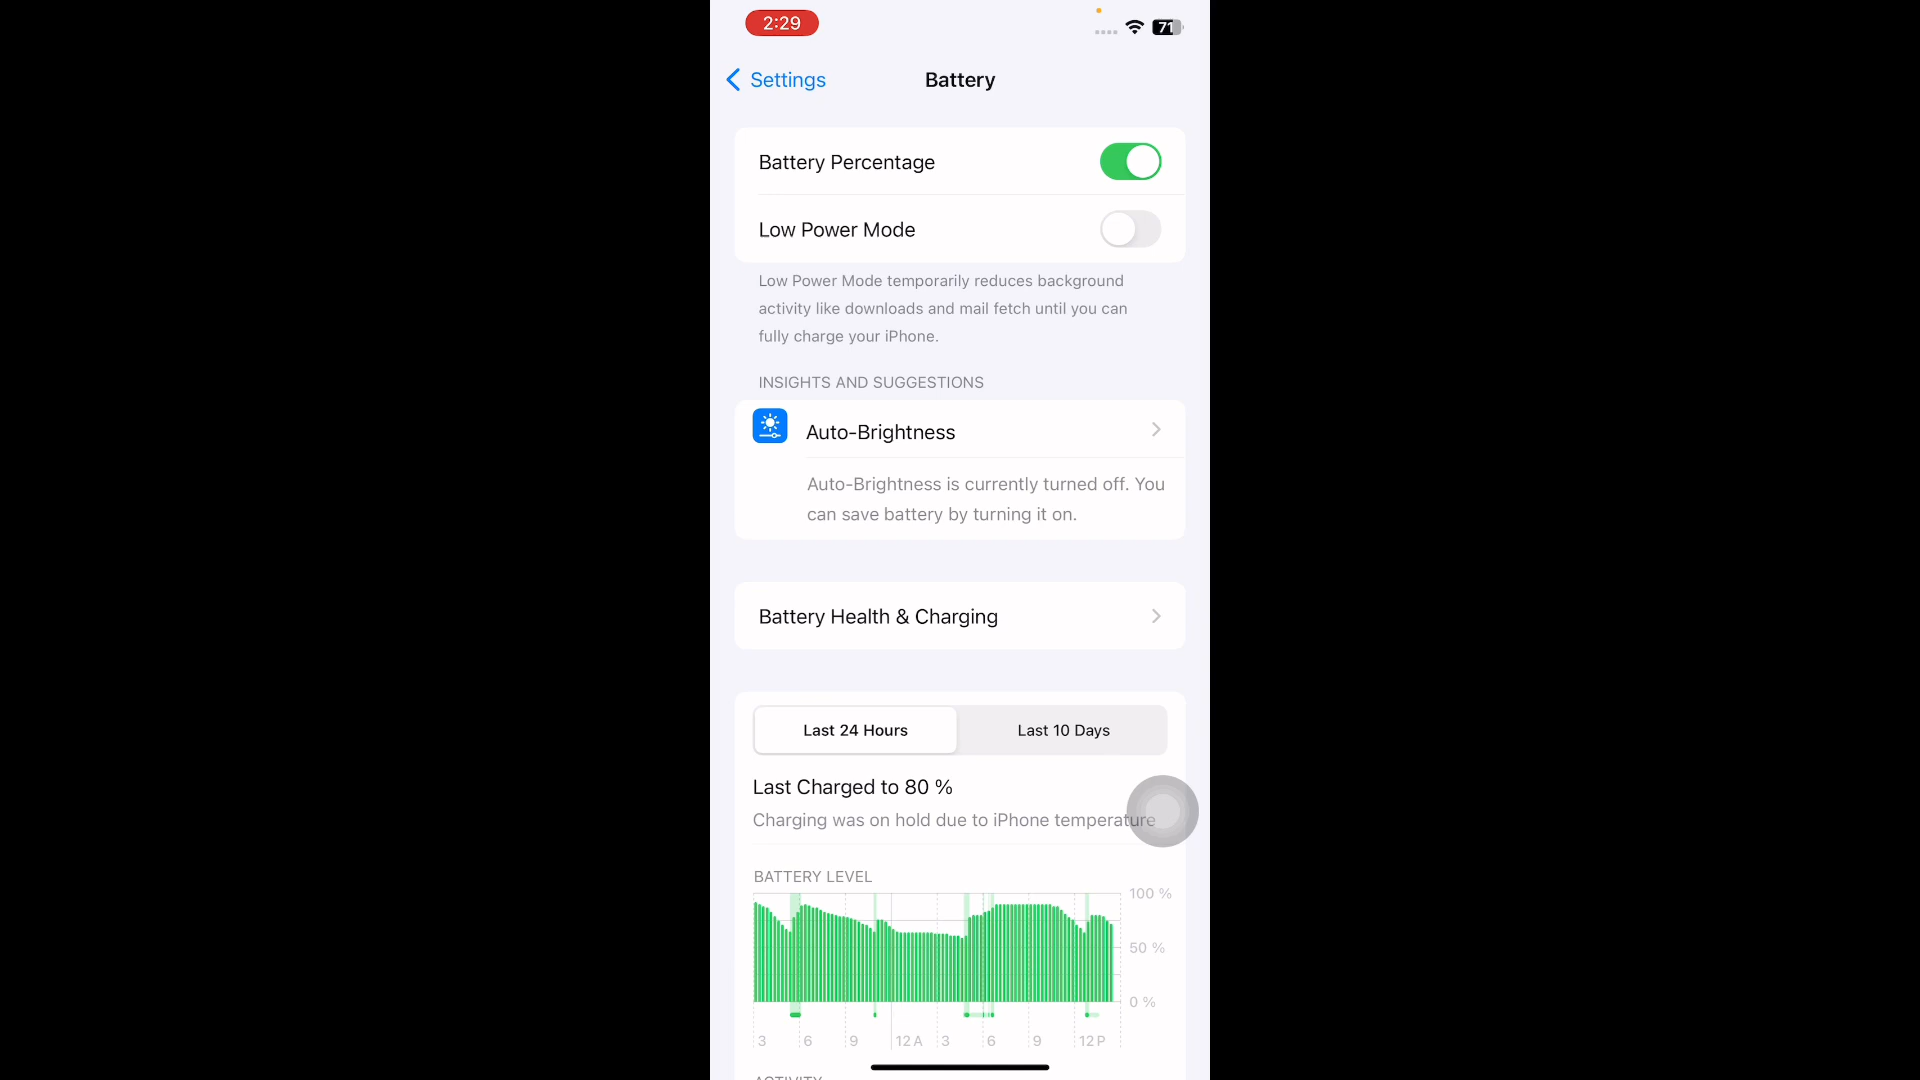 2:29
71
Settings
Battery
Battery Percentage
Low Power Mode
Low Power Mode temporarily reduces background
activity like downloads and mail fetch until you can
fully charge your iPhone.
INSIGHTS AND SUGGESTIONS
Auto-Brightness
Auto-Brightness is currently turned off. You
can save battery by turning it on.
Battery Health & Charging
Last 24 Hours
Last 10 Days
Last Charged to 80 %
Charging was on hold due to iPhone temperature
BATTERY LEVEL
100 %
50 %
0 %
3 6 9 12 A 3 6 9 12 P
ACTIVITY